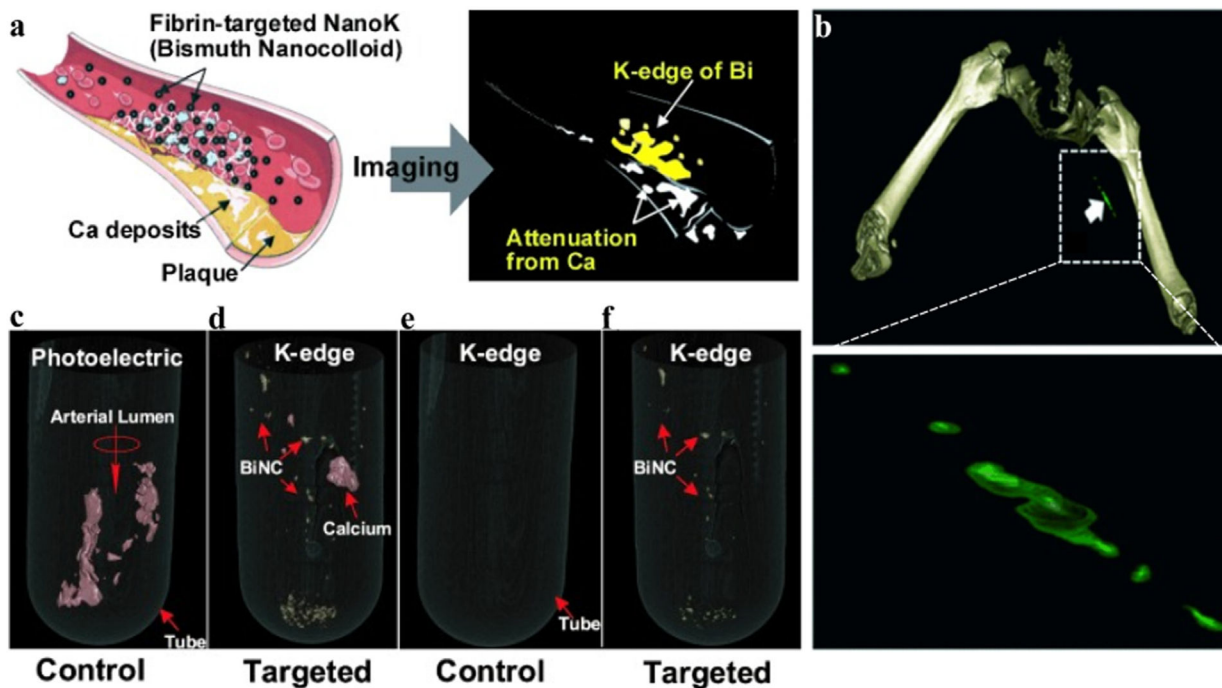 a
Fibrin-targeted NanoK
(Bismuth Nanocolloid)
Ca deposits
Plaque
Imaging
K-edge of Bi
Attenuation
from Ca
b
c
Photoelectric
Arterial Lumen
Tube
Control
d
K-edge
BiNC
Calcium
Targeted
e
K-edge
Tube
Control
f
K-edge
BiNC
Targeted